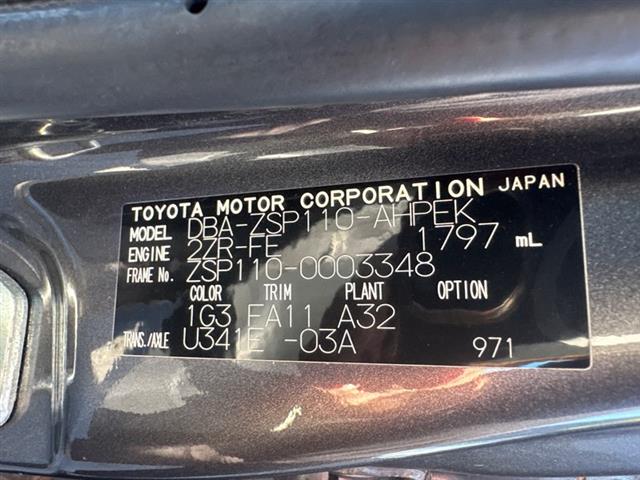 TOYOTA MOTOR CORPORATION JAPAN
MODEL DBA-ZSP110-AHPEK
ENGINE 2ZR-FE 1797 mL
FRAME No. ZSP110-0003348
COLOR TRIM PLANT OPTION
1G3 EA11 A32
TRANS./AXLE U341E -03A 971